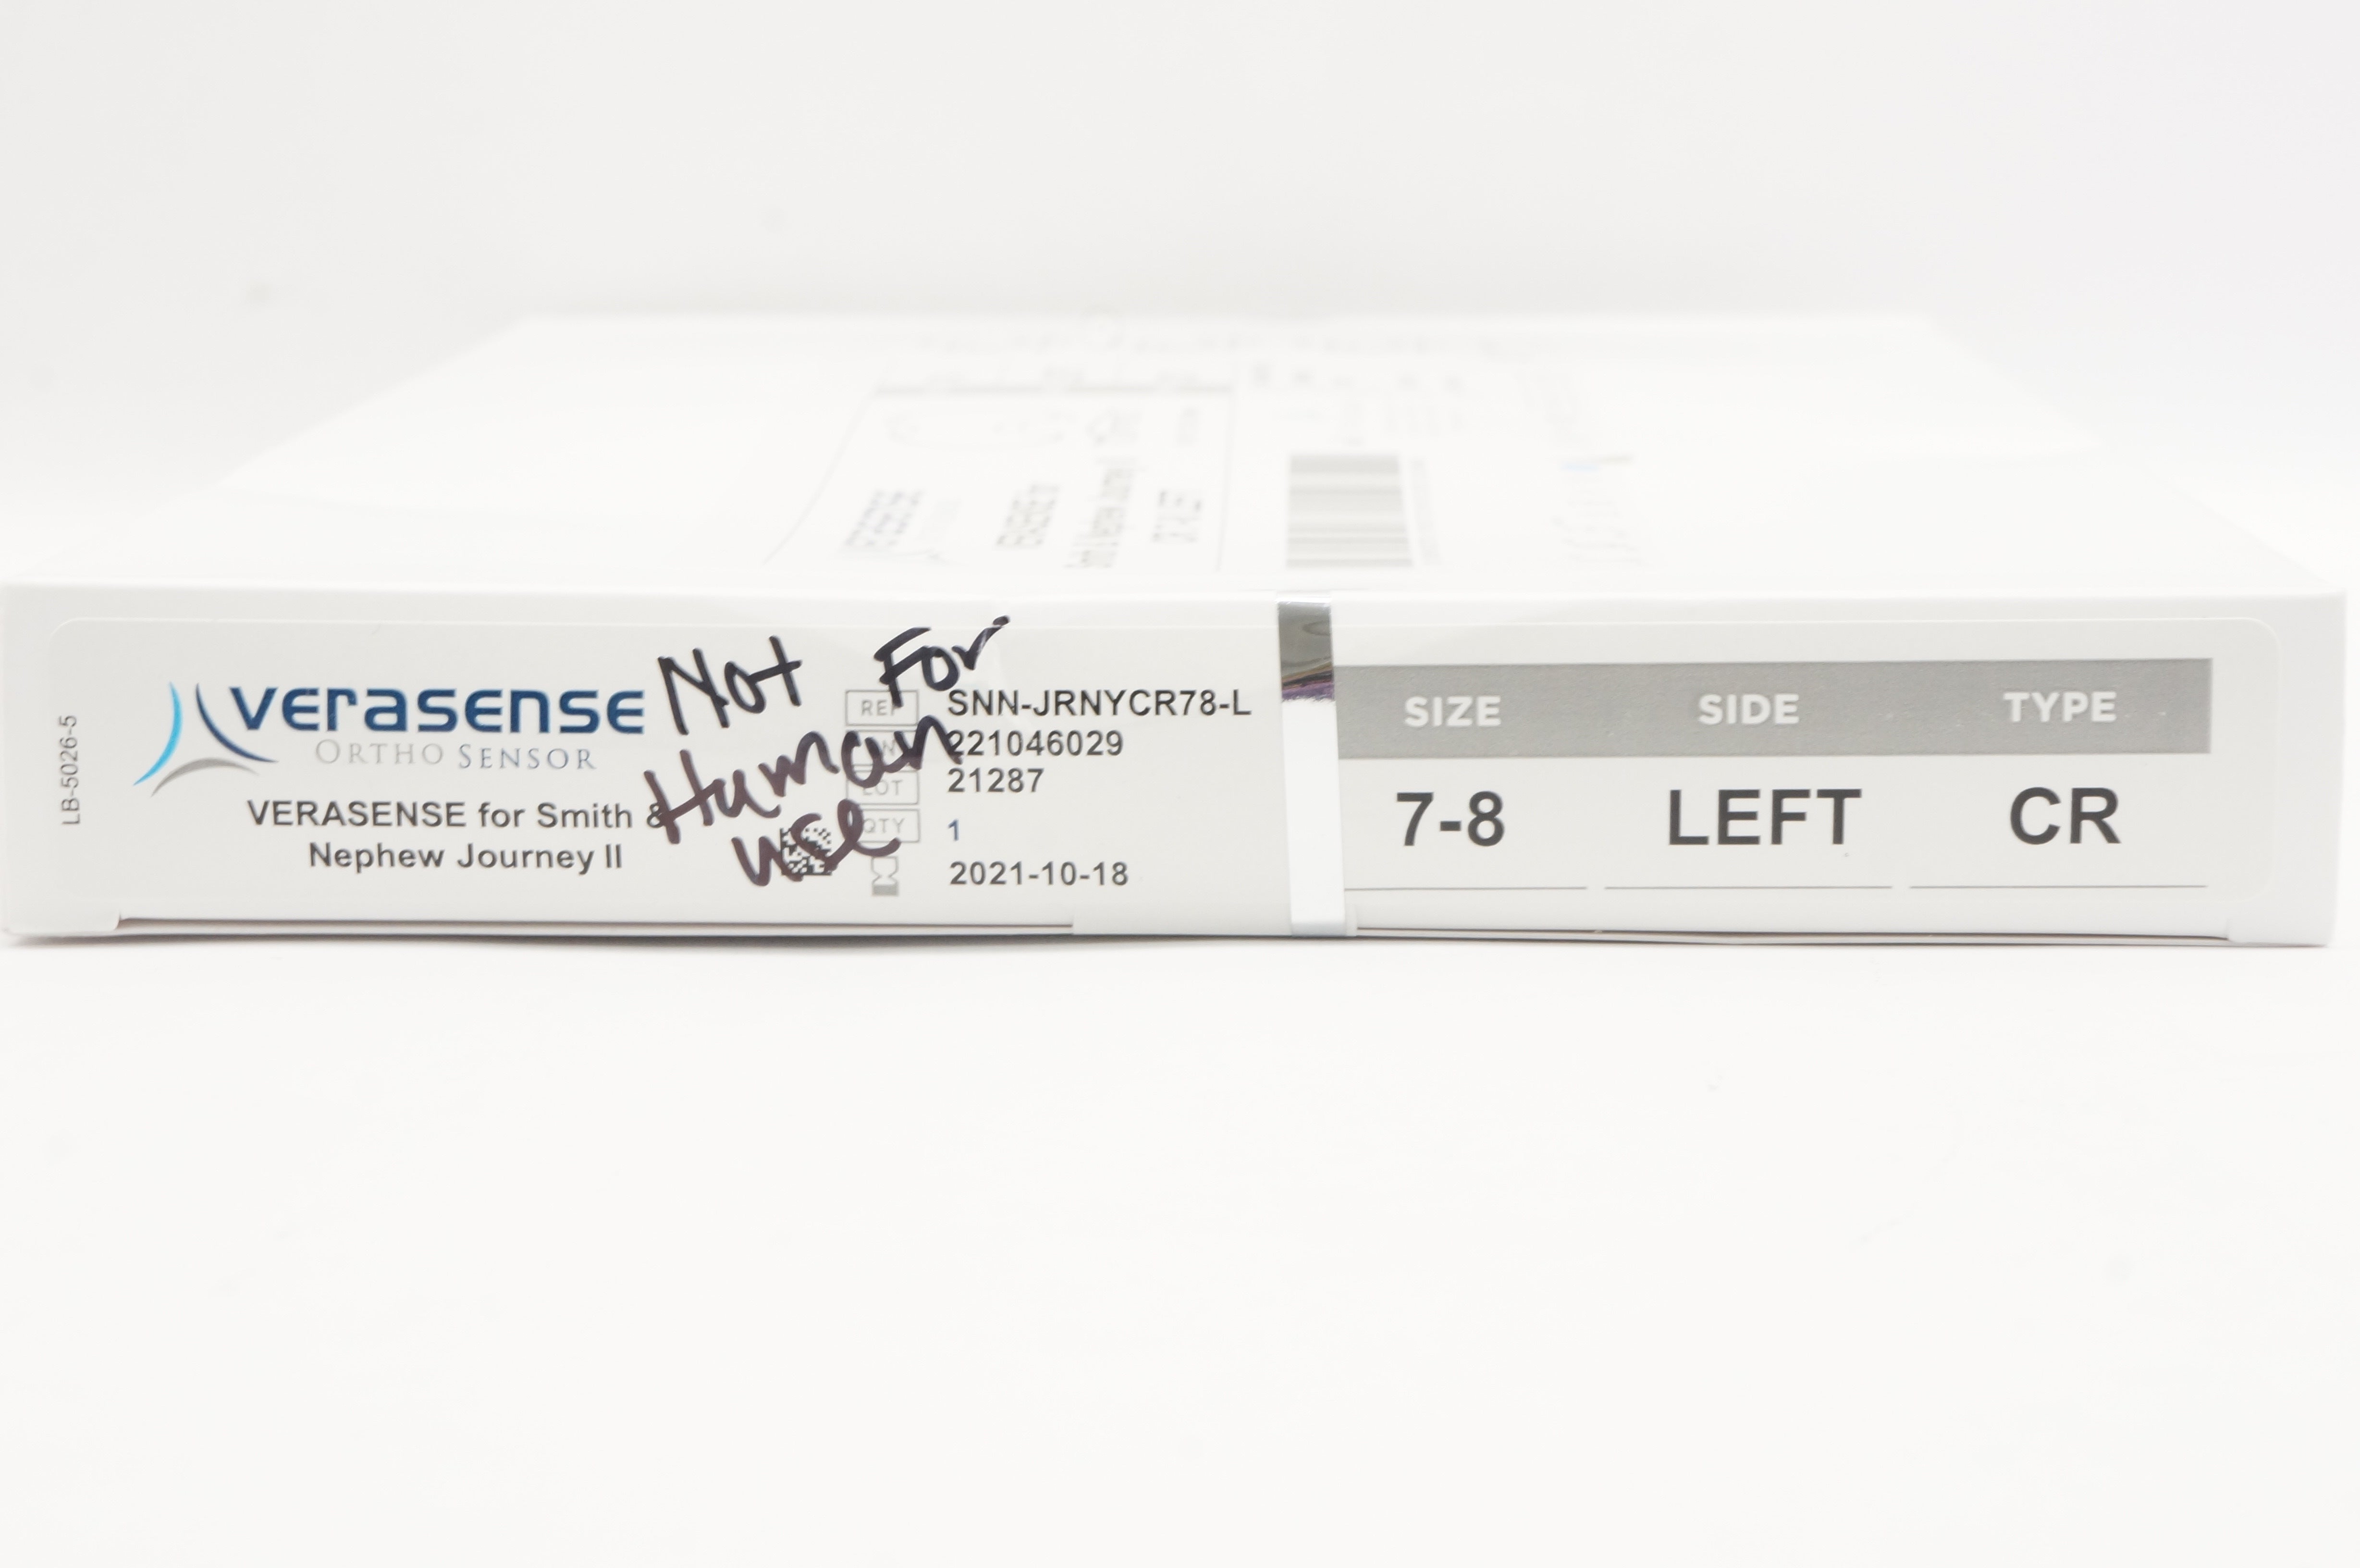 LB-5026-5
verasense
ORTHO SENSOR
VERASENSE for Smith &
Nephew Journey II
Not For
Human
use
REF SNN-JRNYCR78-L
SN 221046029
LOT 21287
QTY 1
2021-10-18
SIZE SIDE TYPE
7-8 LEFT CR